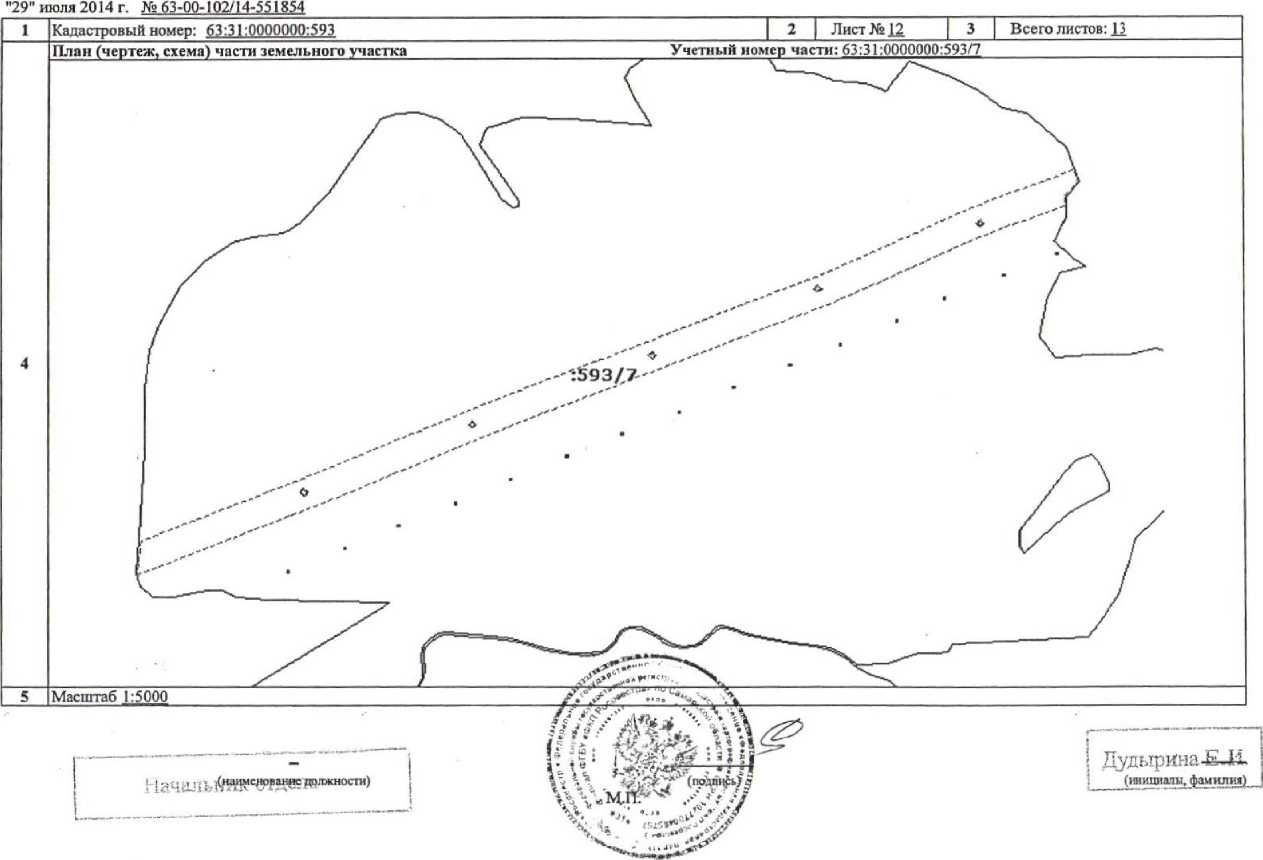 "29" июля 2014 г. № 63-00-102/14-551854
1 Кадастровый номер: 63:31:0000000:593 2 Лист № 12 3 Всего листов: 13
План (чертеж, схема) части земельного участка Учетный номер части: 63:31:0000000:593/7
4
:593/7
5 Масштаб 1:5000
Начальник отдела
(наименование должности)
(подпись)
М.П.
Дудырина Е.И
(инициалы, фамилия)